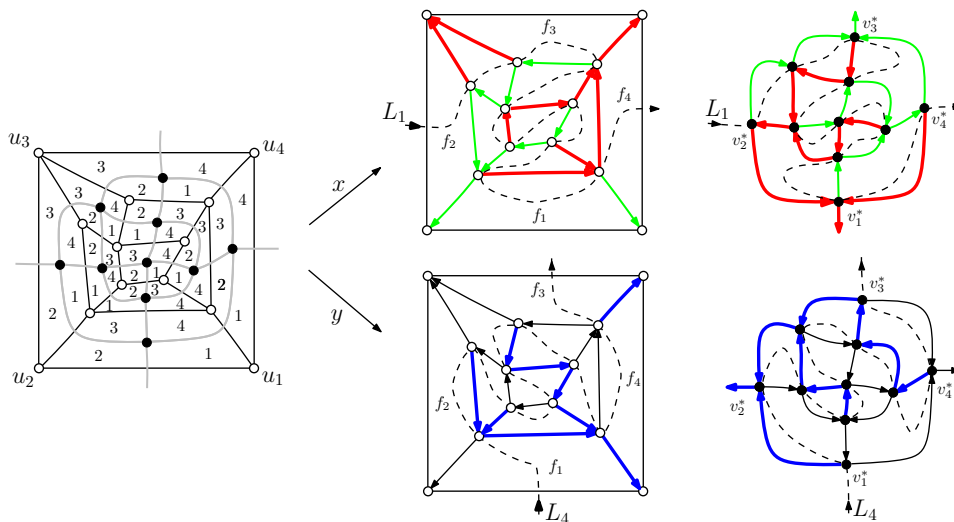 u₃ u₄
3 4
2 1
3 2 4 3 4
3 3
1 1 1 3
4 2 4
3 3 4 2
4 2 1 1 4 2
1 1 2 3 2
1 4
2 3 4 1
2 1
u₂ u₁
x
y
f₃
L₁
f₂
f₄
f₁
v₃*
L₁
v₂*
v₄*
v₁*
f₃
f₂
f₄
f₁
L₄
v₃*
v₂*
v₄*
v₁*
L₄